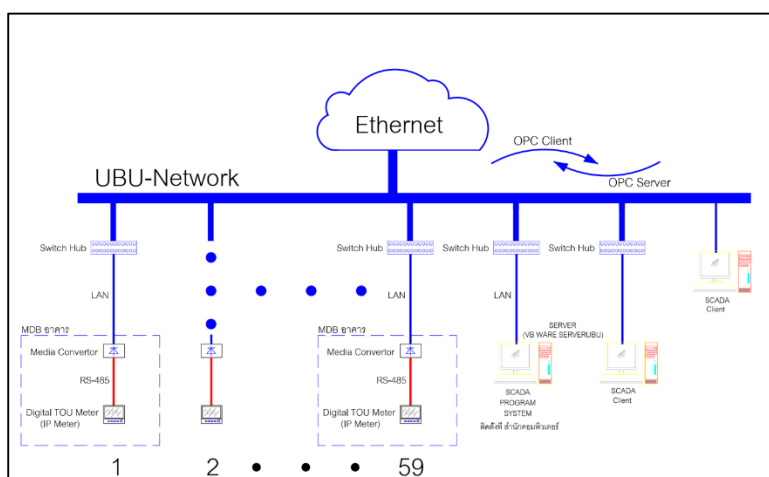 Ethernet
OPC Client
OPC Server
UBU-Network
Switch Hub
Switch Hub
Switch Hub
Switch Hub
LAN
LAN
LAN
SCADA
Client
MDB อาคาร
MDB อาคาร
SERVER
(VB WARE SERVERUBU)
Media Convertor
Media Convertor
RS-485
RS-485
SCADA
PROGRAM
SYSTEM
ติดตั้งที่ สำนักคอมพิวเตอร์
SCADA
Client
Digital TOU Meter
(IP Meter)
Digital TOU Meter
(IP Meter)
1 2 • • • 59